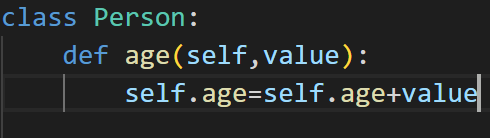 class Person:
    def age(self,value):
        self.age=self.age+value